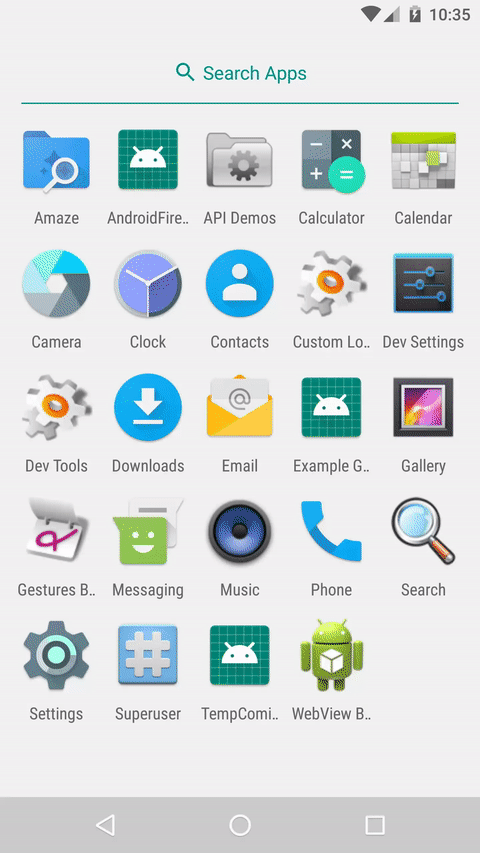 10:35
Search Apps
Amaze
AndroidFire..
API Demos
Calculator
Calendar
Camera
Clock
Contacts
Custom Lo..
Dev Settings
Dev Tools
Downloads
Email
Example G..
Gallery
Gestures B..
Messaging
Music
Phone
Search
Settings
Superuser
TempComi..
WebView B..